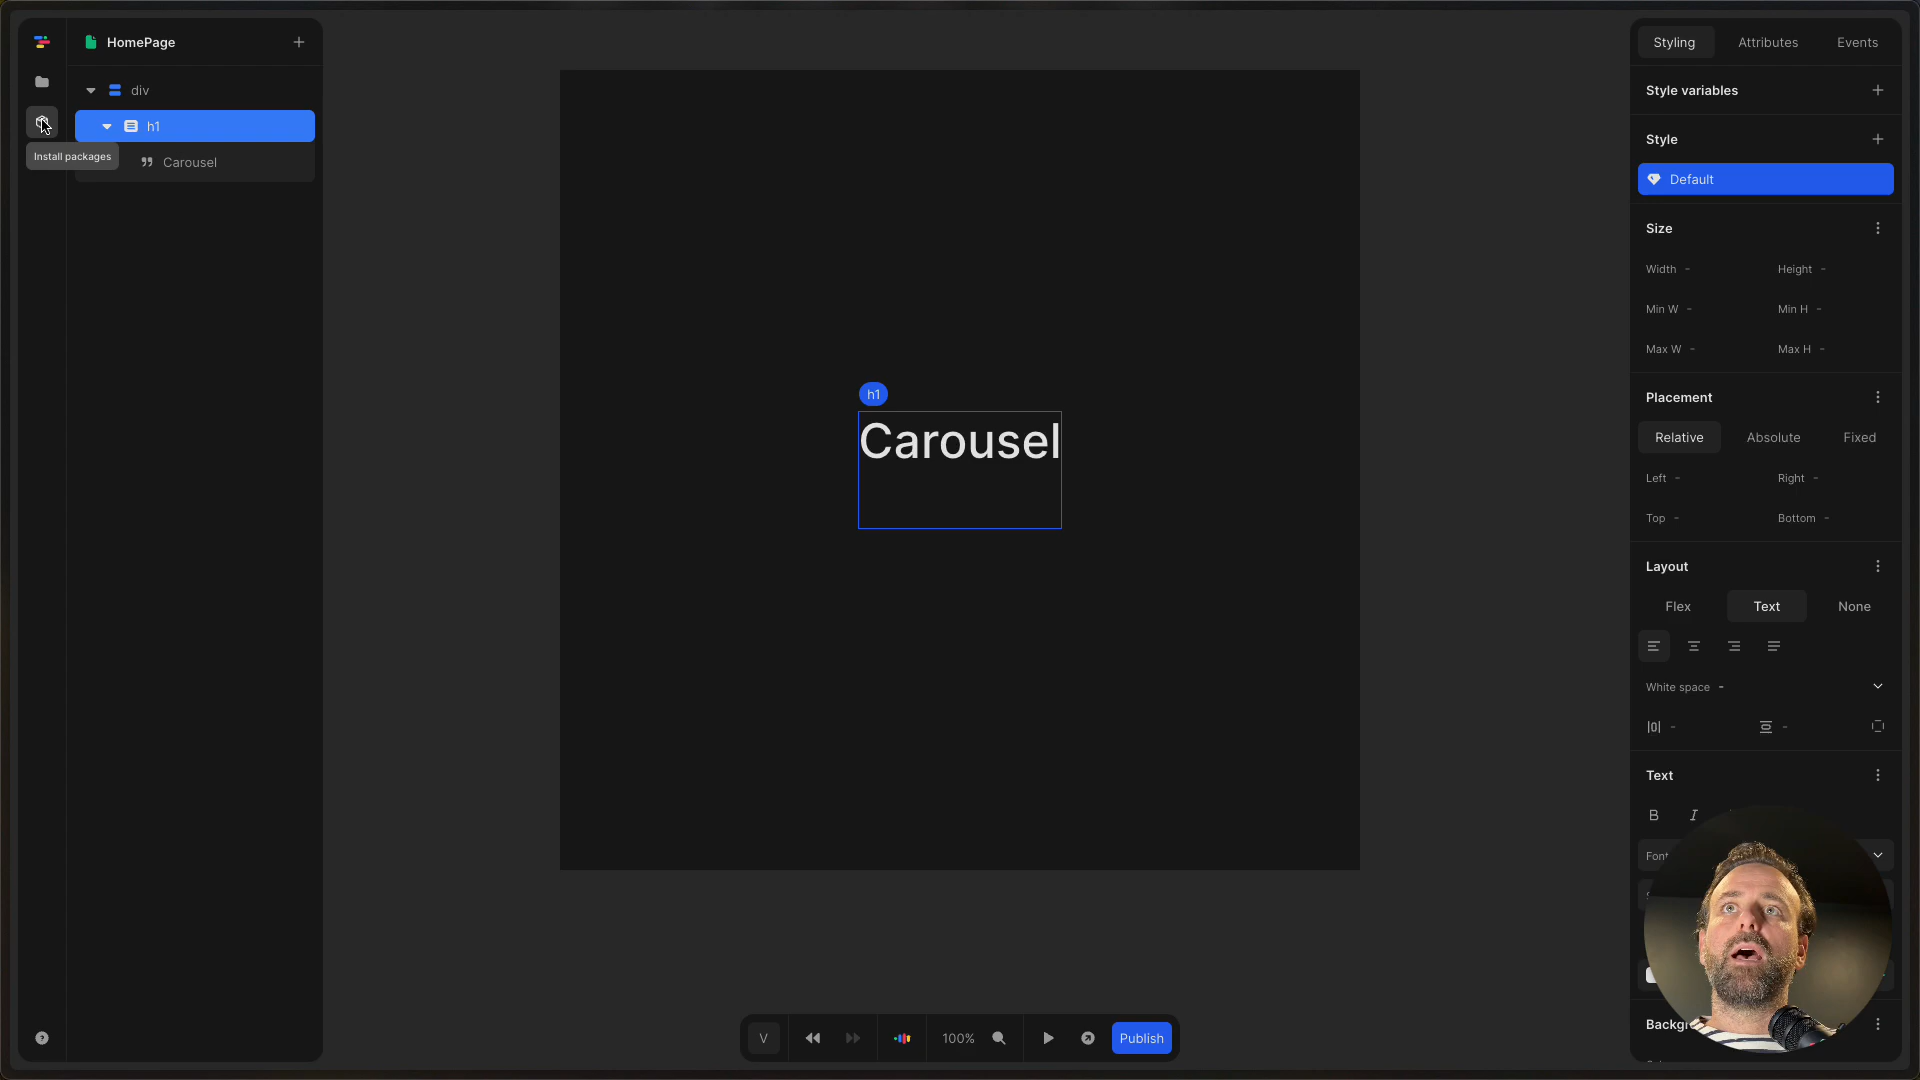 HomePage
div
h1
Install packages
Carousel
h1
Carousel
V
100%
Publish
Styling
Attributes
Events
Style variables
Style
Default
Size
Width -
Height -
Min W -
Min H -
Max W -
Max H -
Placement
Relative
Absolute
Fixed
Left -
Right -
Top -
Bottom -
Layout
Flex
Text
None
White space -
-
-
Text
B
I
Font